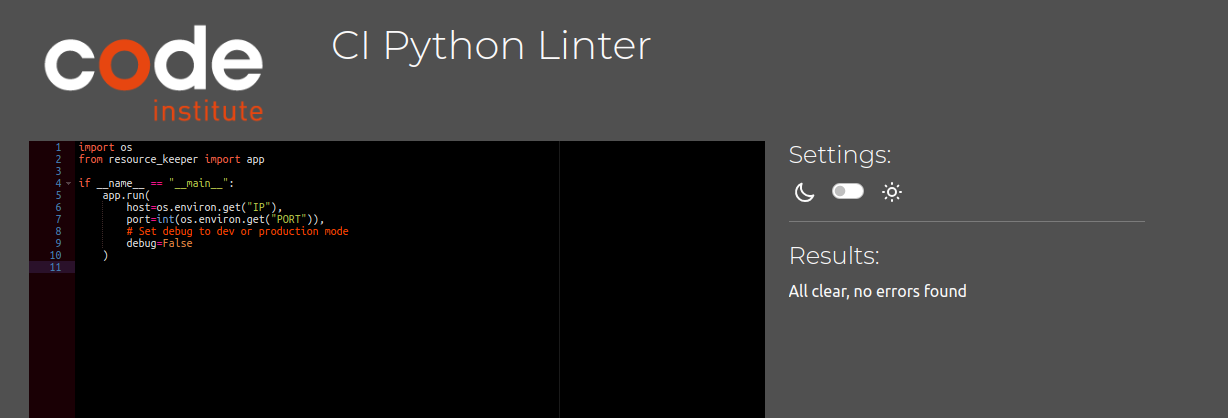 code
institute
CI Python Linter
1 import os
2 from resource_keeper import app
3
4 if __name__ == "__main__":
5     app.run(
6         host=os.environ.get("IP"),
7         port=int(os.environ.get("PORT")),
8         # Set debug to dev or production mode
9         debug=False
10     )
11
Settings:
Results:
All clear, no errors found